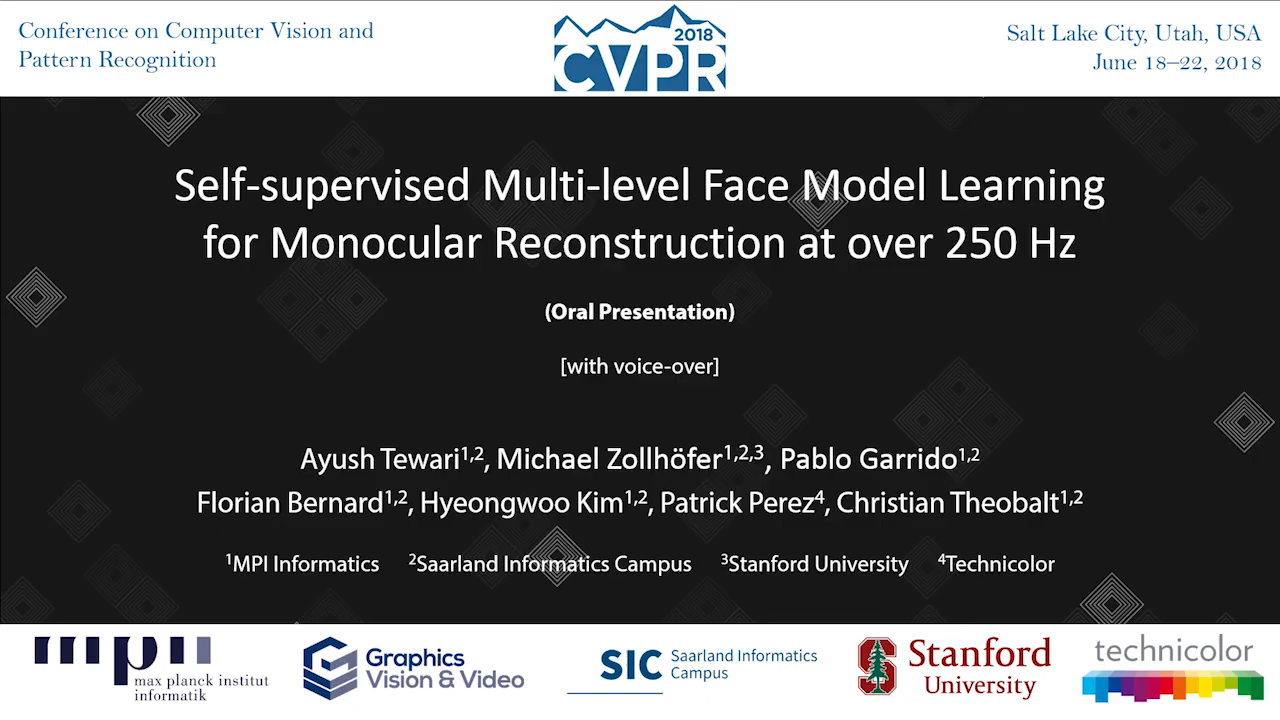 Conference on Computer Vision and
Pattern Recognition
2018
CVPR
Salt Lake City, Utah, USA
June 18–22, 2018
Self-supervised Multi-level Face Model Learning
for Monocular Reconstruction at over 250 Hz
(Oral Presentation)
[with voice-over]
Ayush Tewari¹,², Michael Zollhöfer¹,²,³, Pablo Garrido¹,²
Florian Bernard¹,², Hyeongwoo Kim¹,², Patrick Perez⁴, Christian Theobalt¹,²
¹MPI Informatics ²Saarland Informatics Campus ³Stanford University ⁴Technicolor
mpii
max planck institut
informatik
Graphics
Vision & Video
SIC
Saarland Informatics
Campus
Stanford
University
technicolor